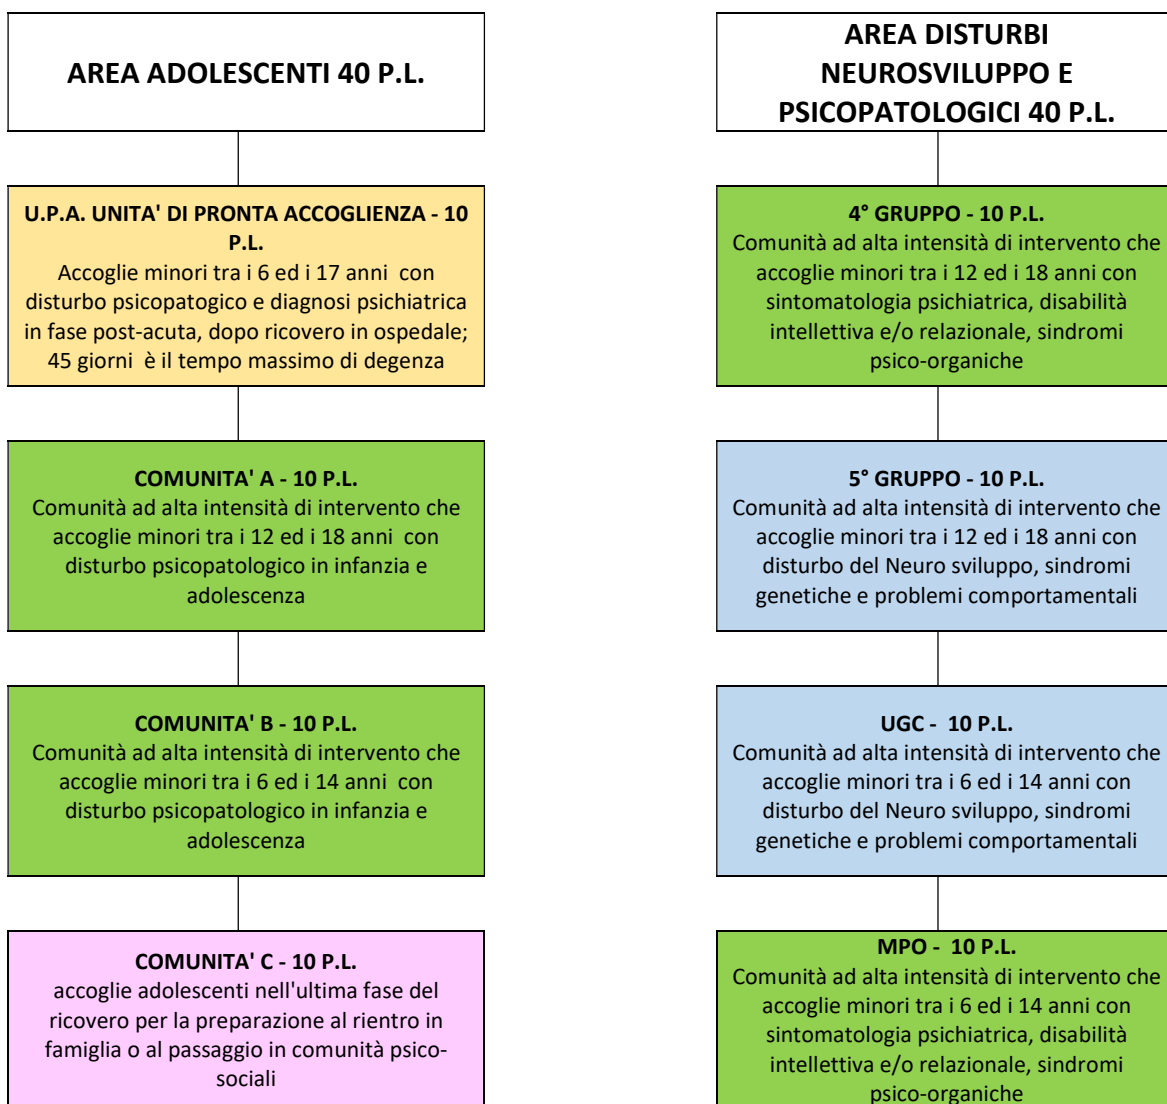 AREA ADOLESCENTI 40 P.L.
U.P.A. UNITA' DI PRONTA ACCOGLIENZA - 10
P.L.
Accoglie minori tra i 6 ed i 17 anni con
disturbo psicopatogico e diagnosi psichiatrica
in fase post-acuta, dopo ricovero in ospedale;
45 giorni è il tempo massimo di degenza
COMUNITA' A - 10 P.L.
Comunità ad alta intensità di intervento che
accoglie minori tra i 12 ed i 18 anni con
disturbo psicopatologico in infanzia e
adolescenza
COMUNITA' B - 10 P.L.
Comunità ad alta intensità di intervento che
accoglie minori tra i 6 ed i 14 anni con
disturbo psicopatologico in infanzia e
adolescenza
COMUNITA' C - 10 P.L.
accoglie adolescenti nell'ultima fase del
ricovero per la preparazione al rientro in
famiglia o al passaggio in comunità psico-
sociali
AREA DISTURBI
NEUROSVILUPPO E
PSICOPATOLOGICI 40 P.L.
4° GRUPPO - 10 P.L.
Comunità ad alta intensità di intervento che
accoglie minori tra i 12 ed i 18 anni con
sintomatologia psichiatrica, disabilità
intellettiva e/o relazionale, sindromi
psico-organiche
5° GRUPPO - 10 P.L.
Comunità ad alta intensità di intervento che
accoglie minori tra i 12 ed i 18 anni con
disturbo del Neuro sviluppo, sindromi
genetiche e problemi comportamentali
UGC - 10 P.L.
Comunità ad alta intensità di intervento che
accoglie minori tra i 6 ed i 14 anni con
disturbo del Neuro sviluppo, sindromi
genetiche e problemi comportamentali
MPO - 10 P.L.
Comunità ad alta intensità di intervento che
accoglie minori tra i 6 ed i 14 anni con
sintomatologia psichiatrica, disabilità
intellettiva e/o relazionale, sindromi
psico-organiche